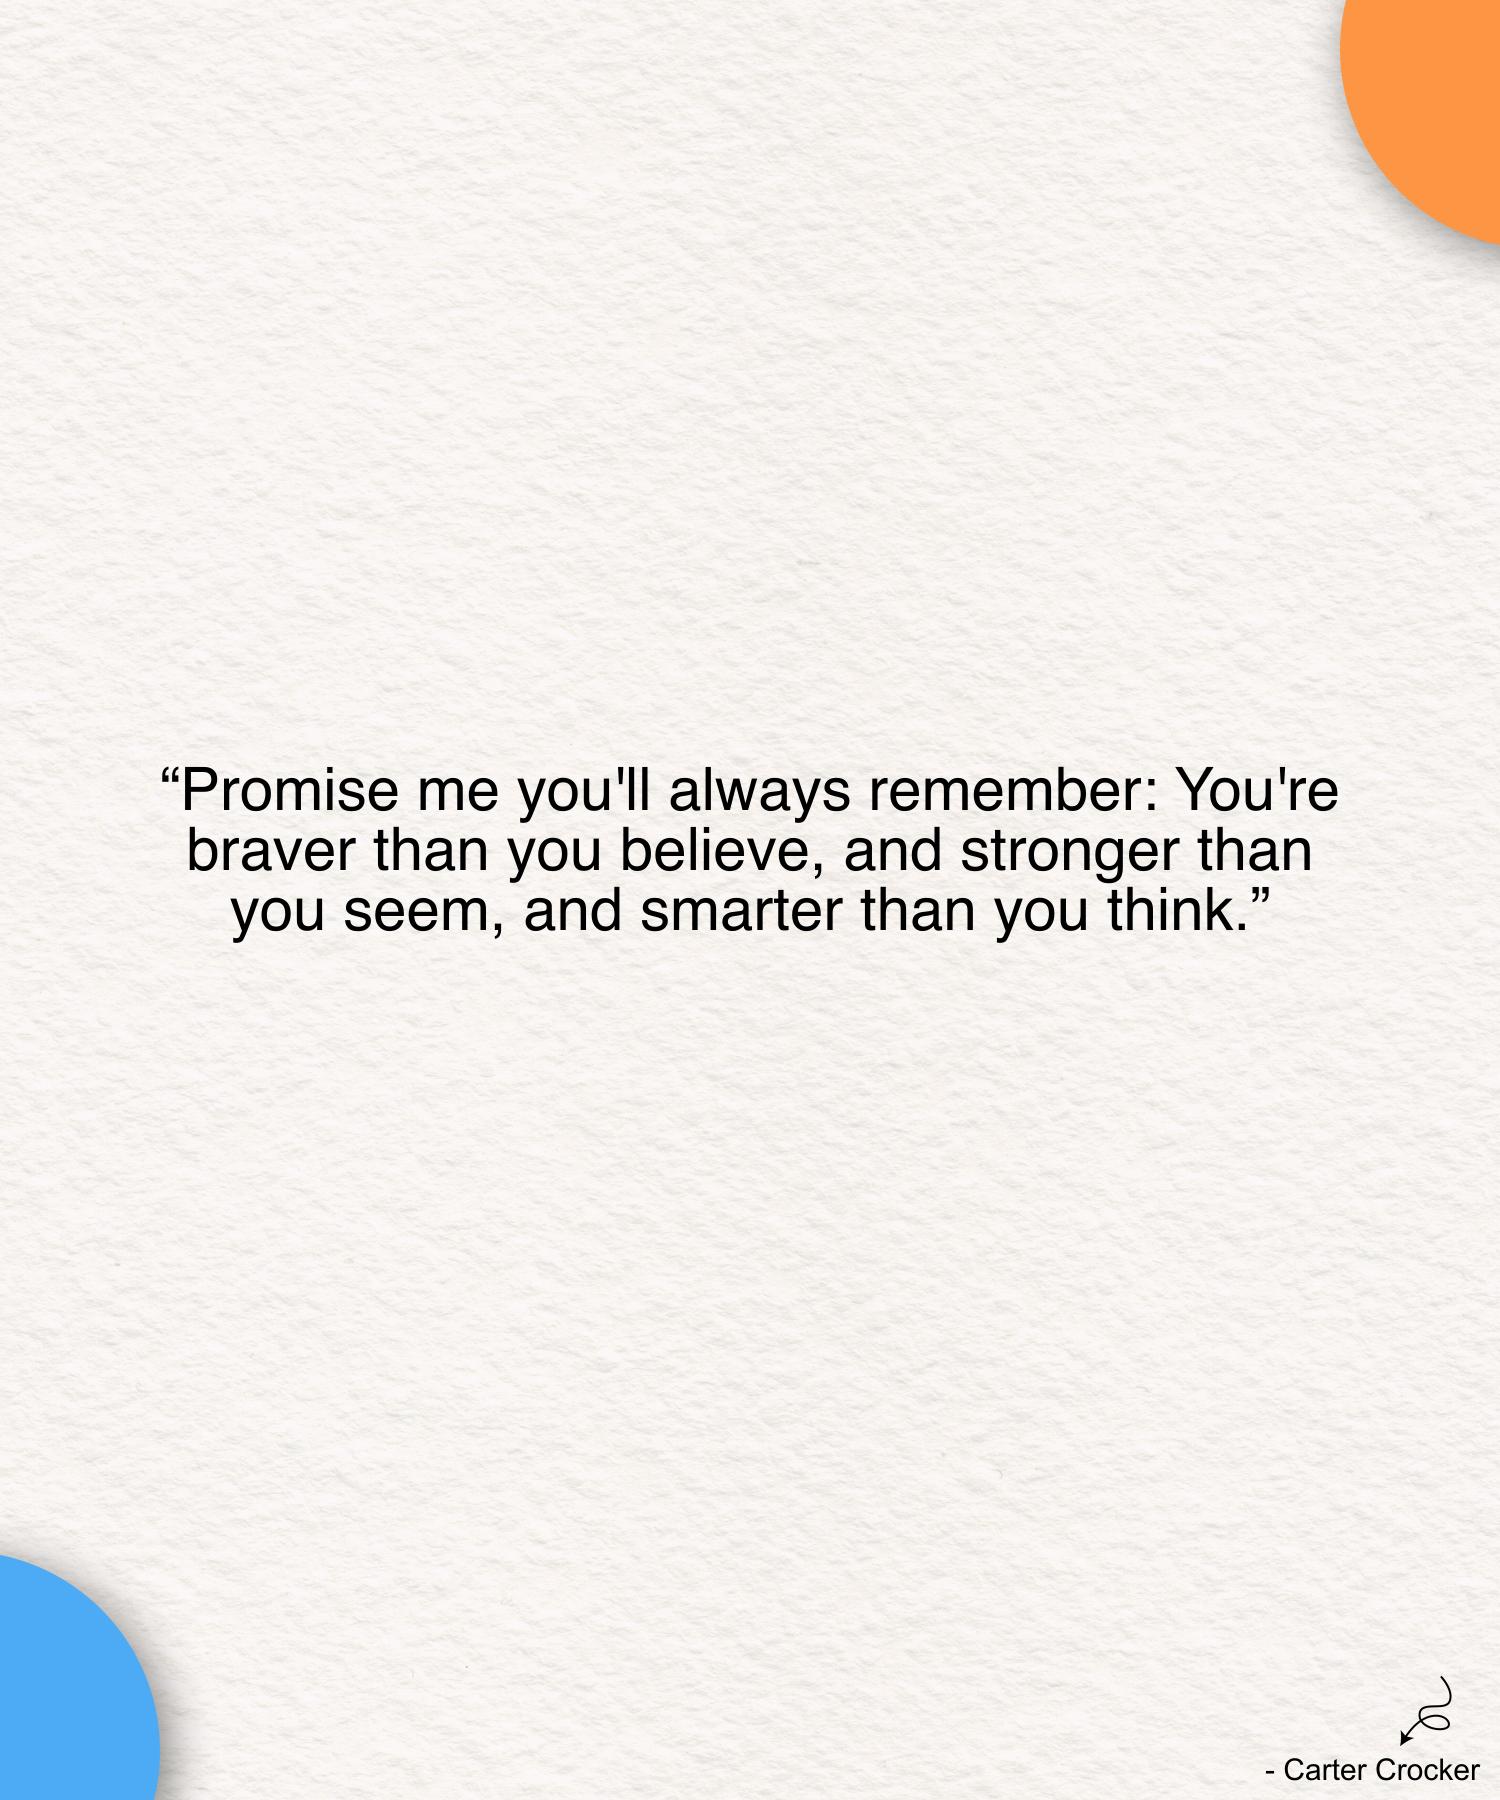 “Promise me you'll always remember: You're
braver than you believe, and stronger than
you seem, and smarter than you think.”
- Carter Crocker